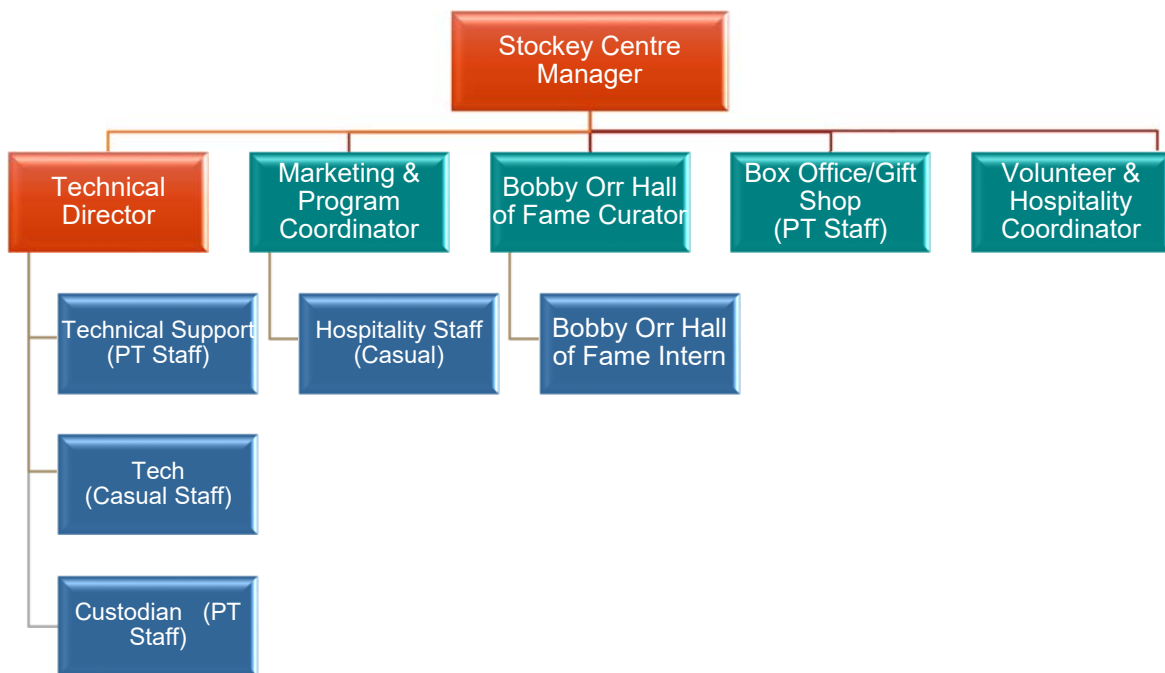 Stockey Centre
Manager
Technical
Director
Marketing &
Program
Coordinator
Bobby Orr Hall
of Fame Curator
Box Office/Gift
Shop
(PT Staff)
Volunteer &
Hospitality
Coordinator
Technical Support
(PT Staff)
Hospitality Staff
(Casual)
Bobby Orr Hall
of Fame Intern
Tech
(Casual Staff)
Custodian (PT
Staff)